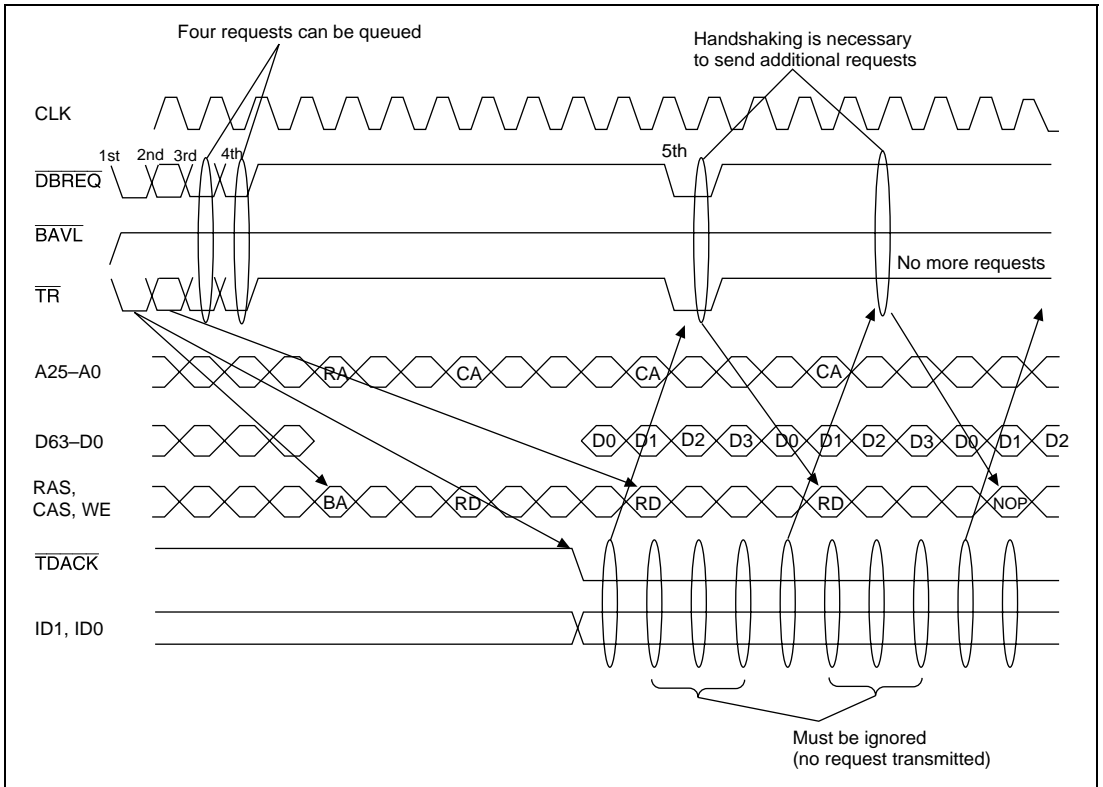 Four requests can be queued
Handshaking is necessary
to send additional requests
CLK
1st 2nd 3rd 4th 5th
DBREQ
BAVL
No more requests
TR
A25–A0 RA CA CA CA
D63–D0 D0 D1 D2 D3 D0 D1 D2 D3 D0 D1 D2
RAS,
CAS, WE BA RD RD RD NOP
TDACK
ID1, ID0
Must be ignored
(no request transmitted)